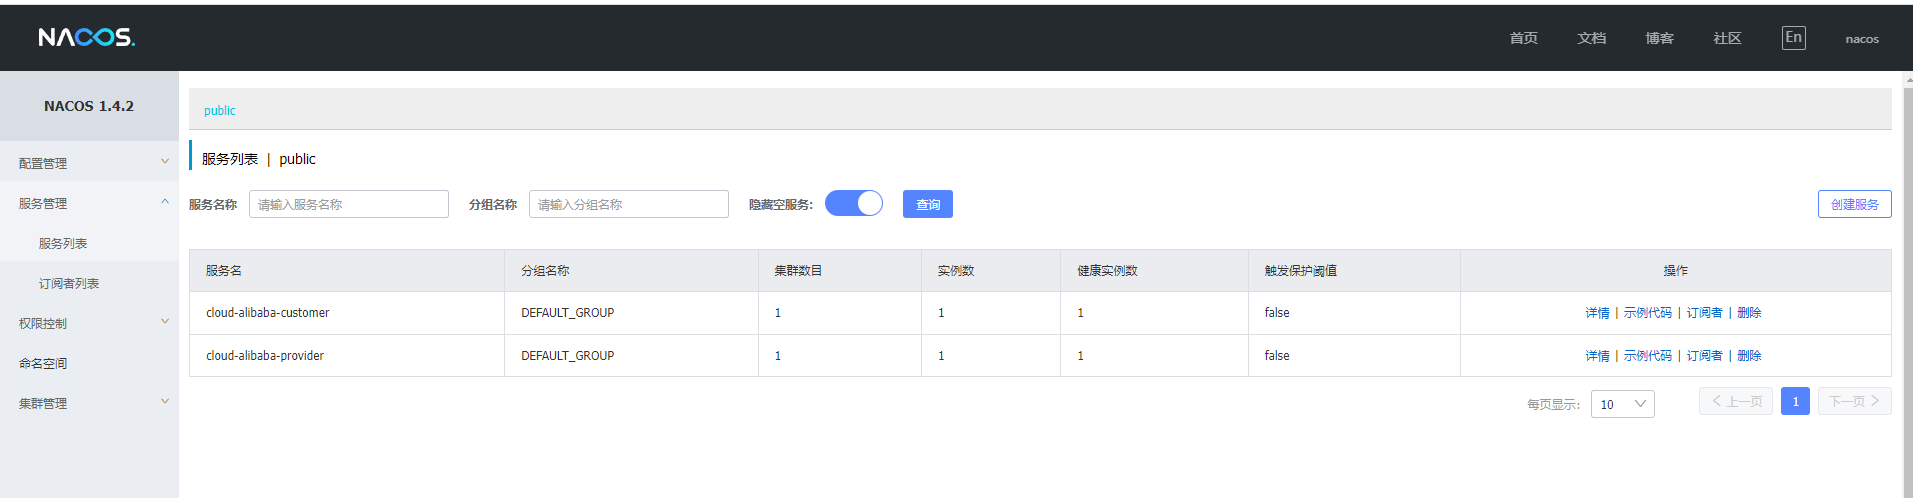 NACOS.
首页 文档 博客 社区 En nacos
NACOS 1.4.2
配置管理
服务管理
服务列表
订阅者列表
权限控制
命名空间
集群管理
public
服务列表 | public
服务名称 请输入服务名称 分组名称 请输入分组名称 隐藏空服务: 查询 创建服务
服务名 分组名称 集群数目 实例数 健康实例数 触发保护阈值 操作
cloud-alibaba-customer DEFAULT_GROUP 1 1 1 false 详情 | 示例代码 | 订阅者 | 删除
cloud-alibaba-provider DEFAULT_GROUP 1 1 1 false 详情 | 示例代码 | 订阅者 | 删除
每页显示: 10 上一页 1 下一页